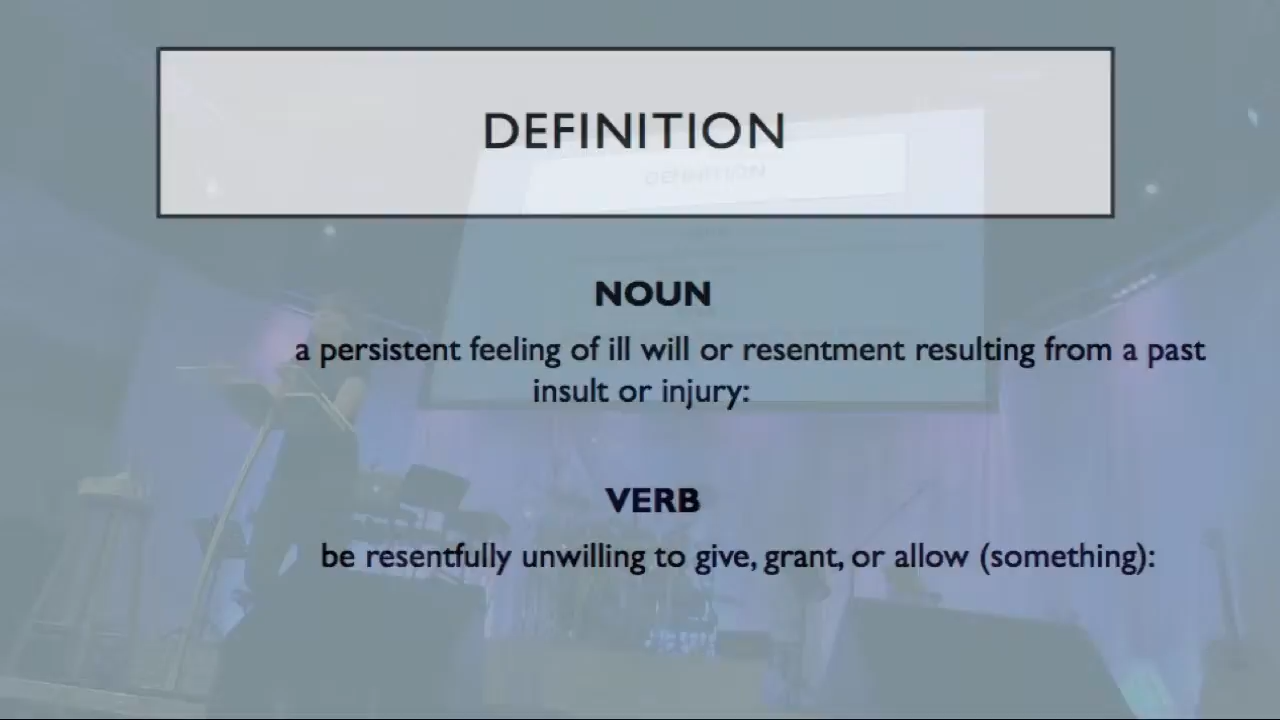 DEFINITION
DEFINITION
NOUN
a persistent feeling of ill will or resentment resulting from a past
insult or injury:
VERB
be resentfully unwilling to give, grant, or allow (something):